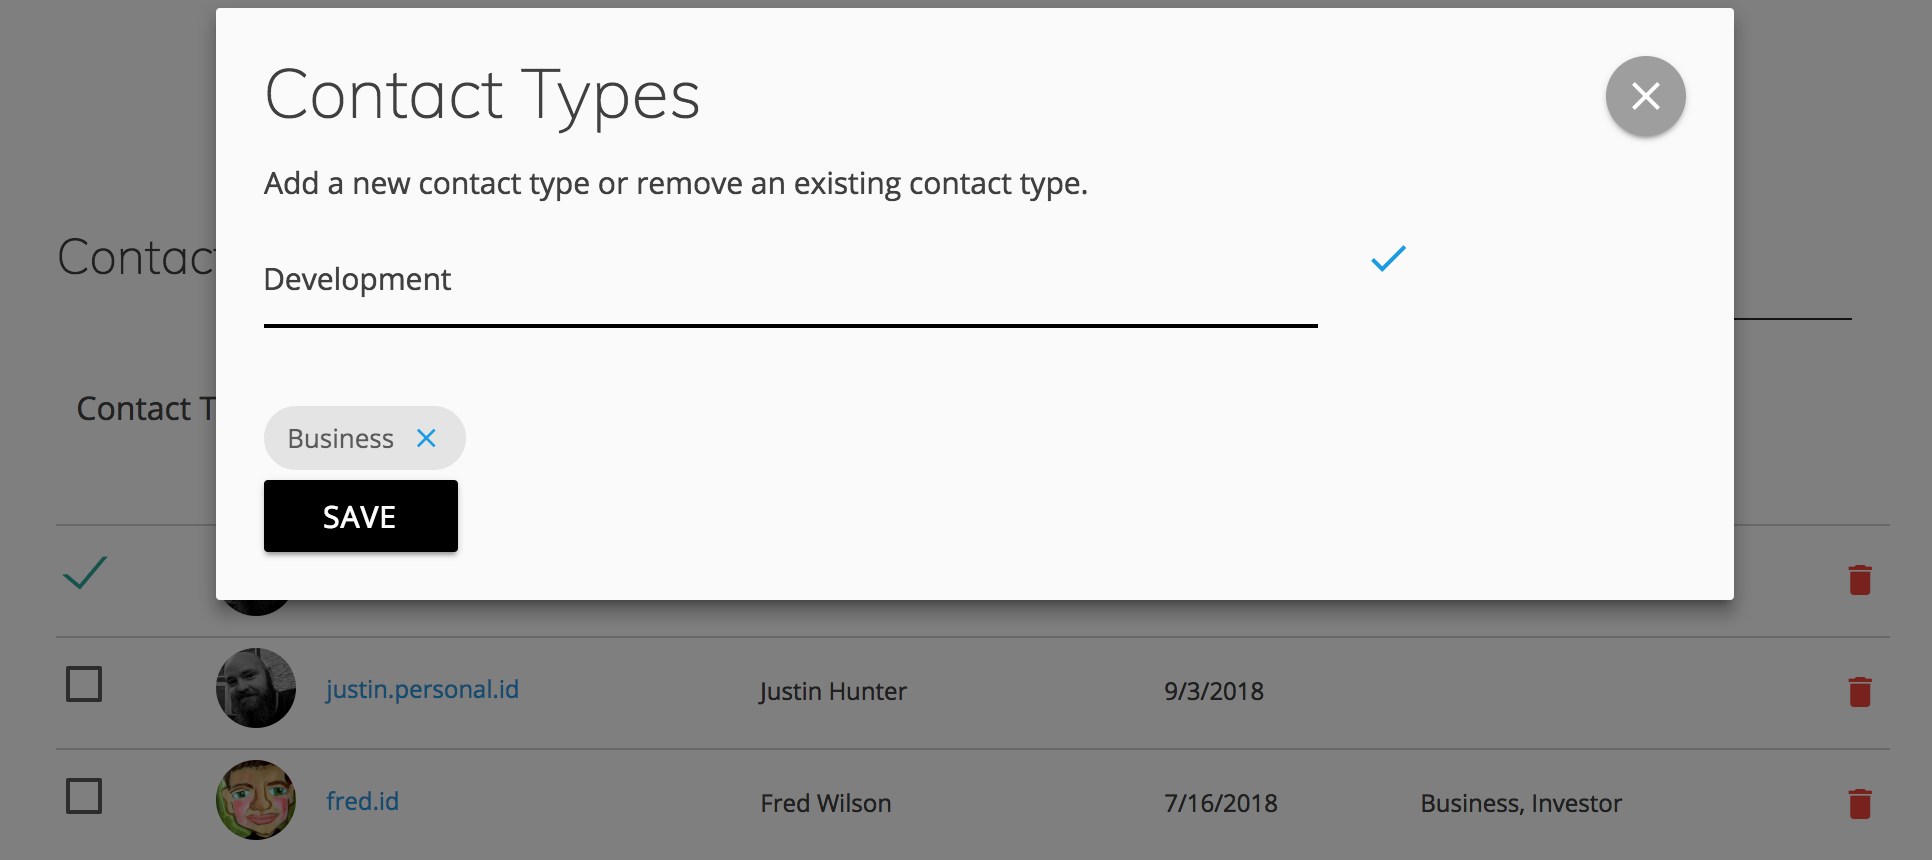 Contact Types
Add a new contact type or remove an existing contact type.
Contac
Development
Contact T
Business
SAVE
justin.personal.id Justin Hunter 9/3/2018
fred.id Fred Wilson 7/16/2018 Business, Investor